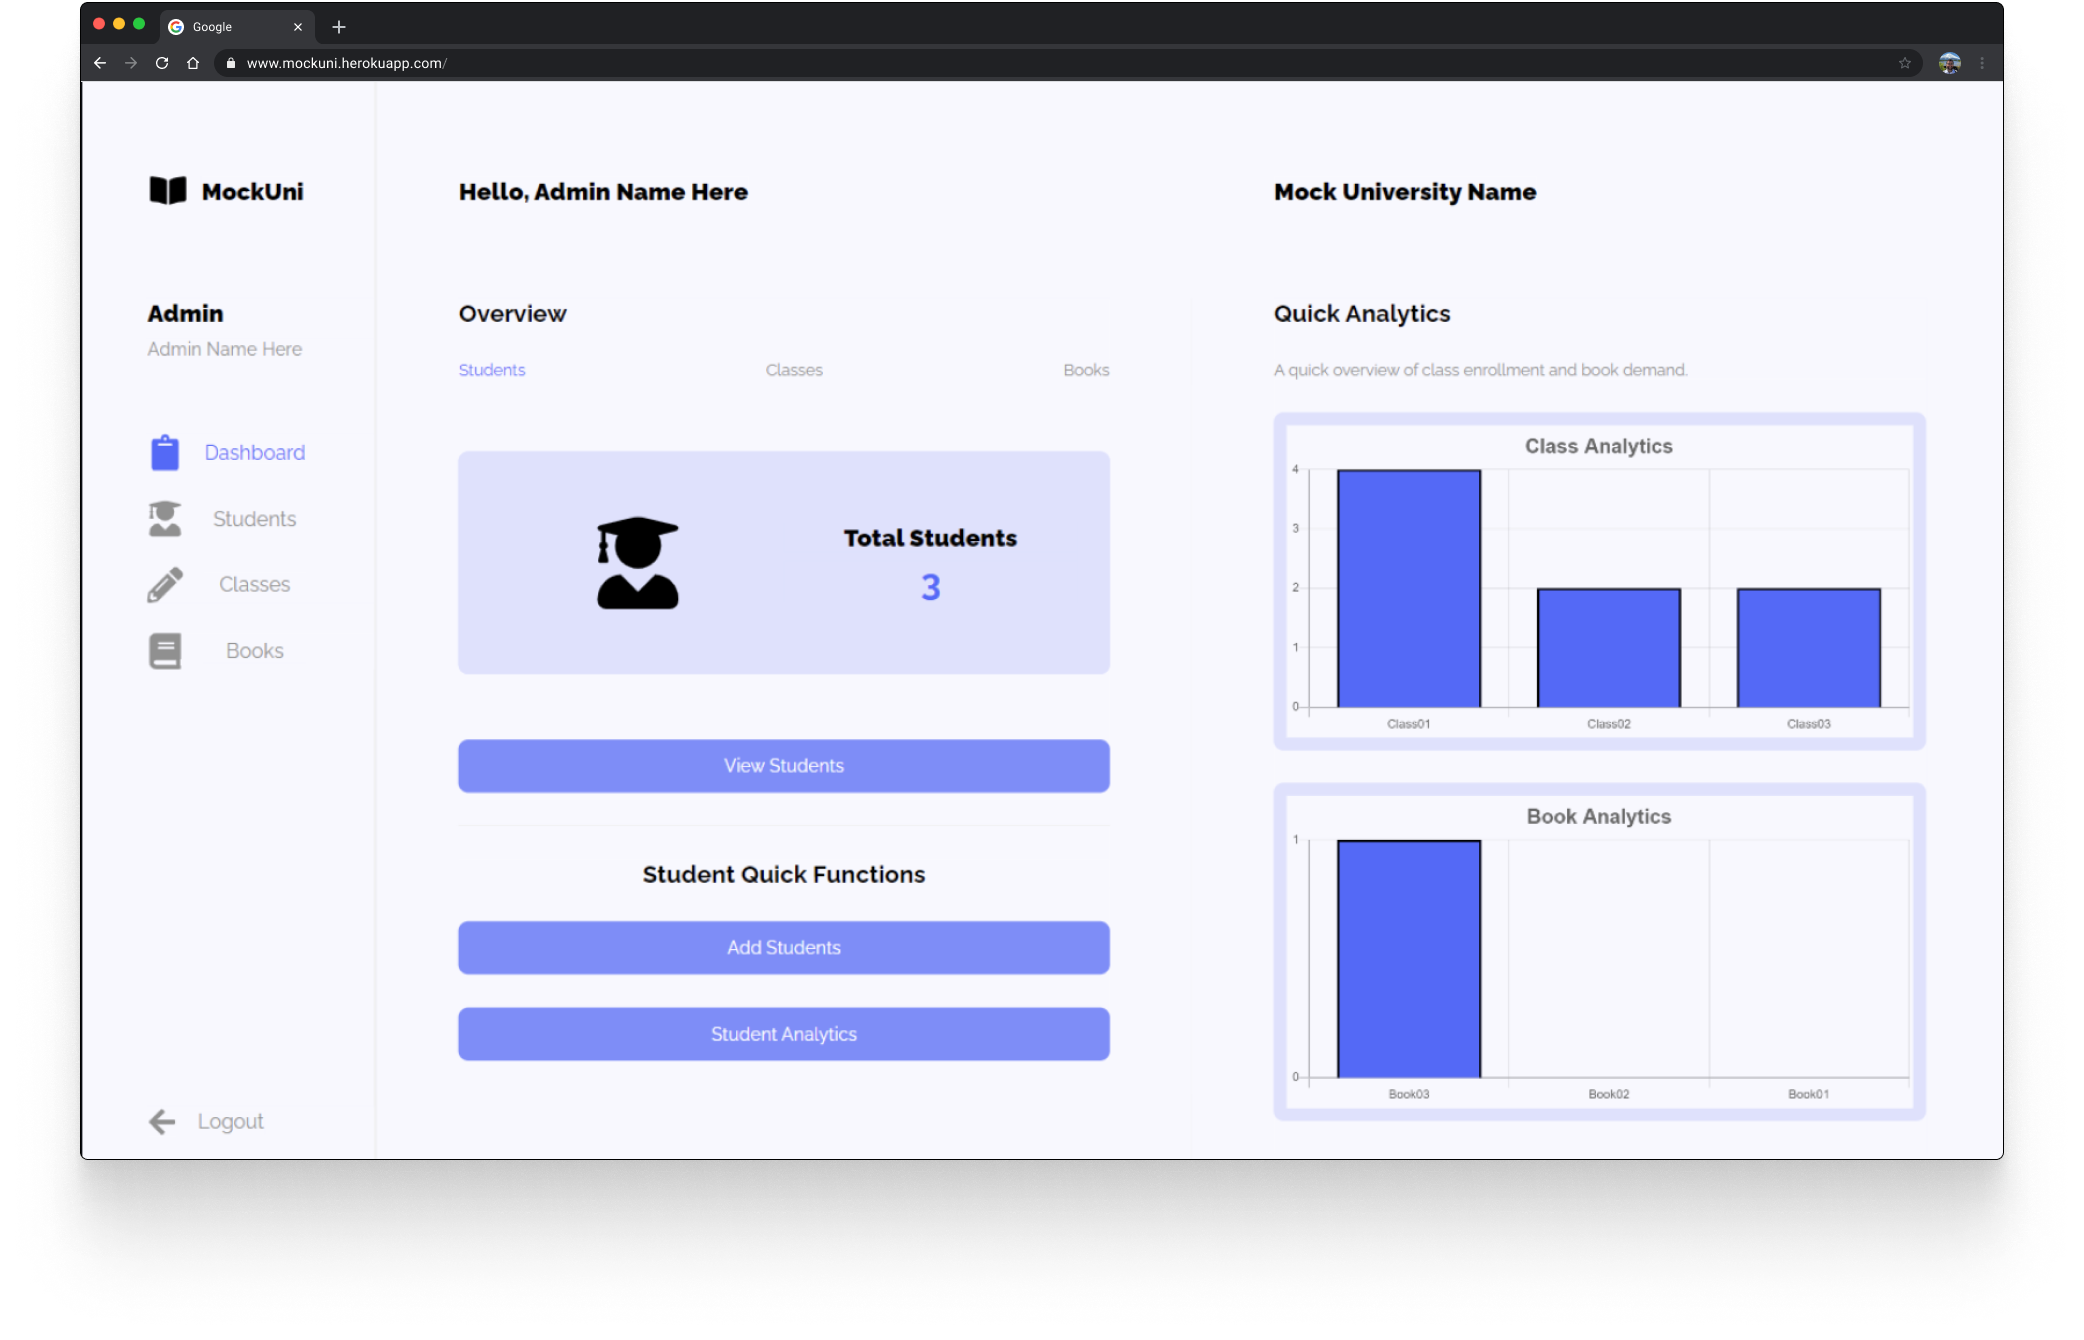 Google
www.mockuni.herokuapp.com/
MockUni
Admin
Admin Name Here
Dashboard
Students
Classes
Books
Logout
Hello, Admin Name Here
Overview
Students Classes Books
Total Students
3
View Students
Student Quick Functions
Add Students
Student Analytics
Mock University Name
Quick Analytics
A quick overview of class enrollment and book demand.
Class Analytics
4
3
2
1
0
Class01 Class02 Class03
Book Analytics
1
0
Book03 Book02 Book01